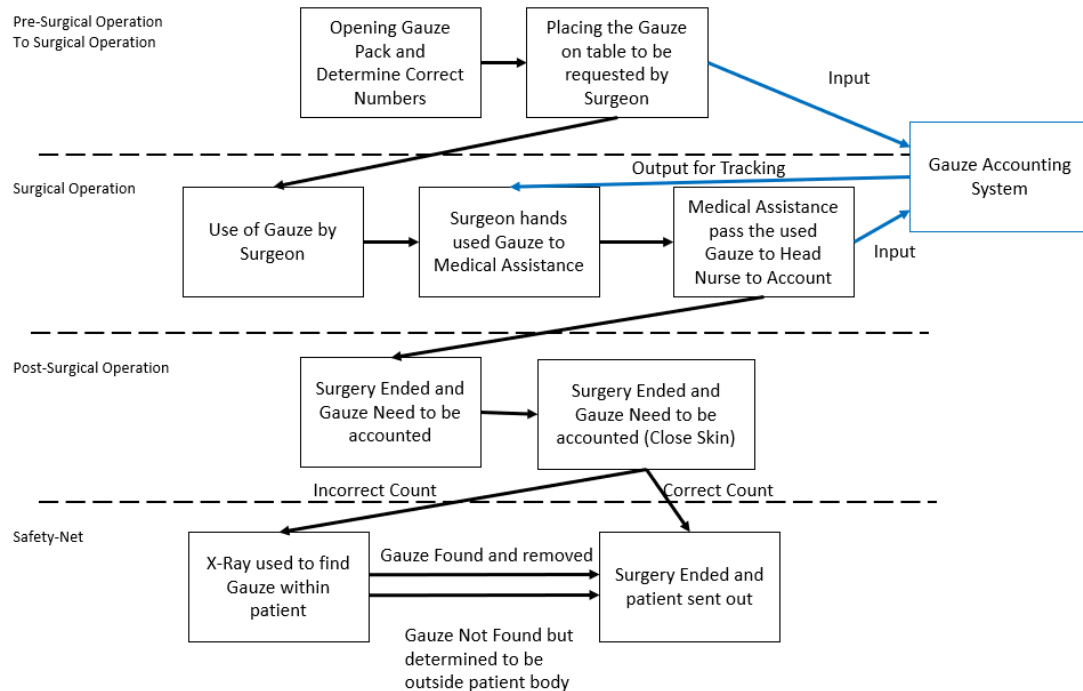 Pre-Surgical Operation
To Surgical Operation
Opening Gauze
Pack and
Determine Correct
Numbers
Placing the Gauze
on table to be
requested by
Surgeon
Input
Gauze Accounting
System
Output for Tracking
Surgical Operation
Use of Gauze by
Surgeon
Surgeon hands
used Gauze to
Medical Assistance
Medical Assistance
pass the used
Gauze to Head
Nurse to Account
Input
Post-Surgical Operation
Surgery Ended and
Gauze Need to be
accounted
Surgery Ended and
Gauze Need to be
accounted (Close Skin)
Incorrect Count
Correct Count
Safety-Net
X-Ray used to find
Gauze within
patient
Gauze Found and removed
Surgery Ended and
patient sent out
Gauze Not Found but
determined to be
outside patient body